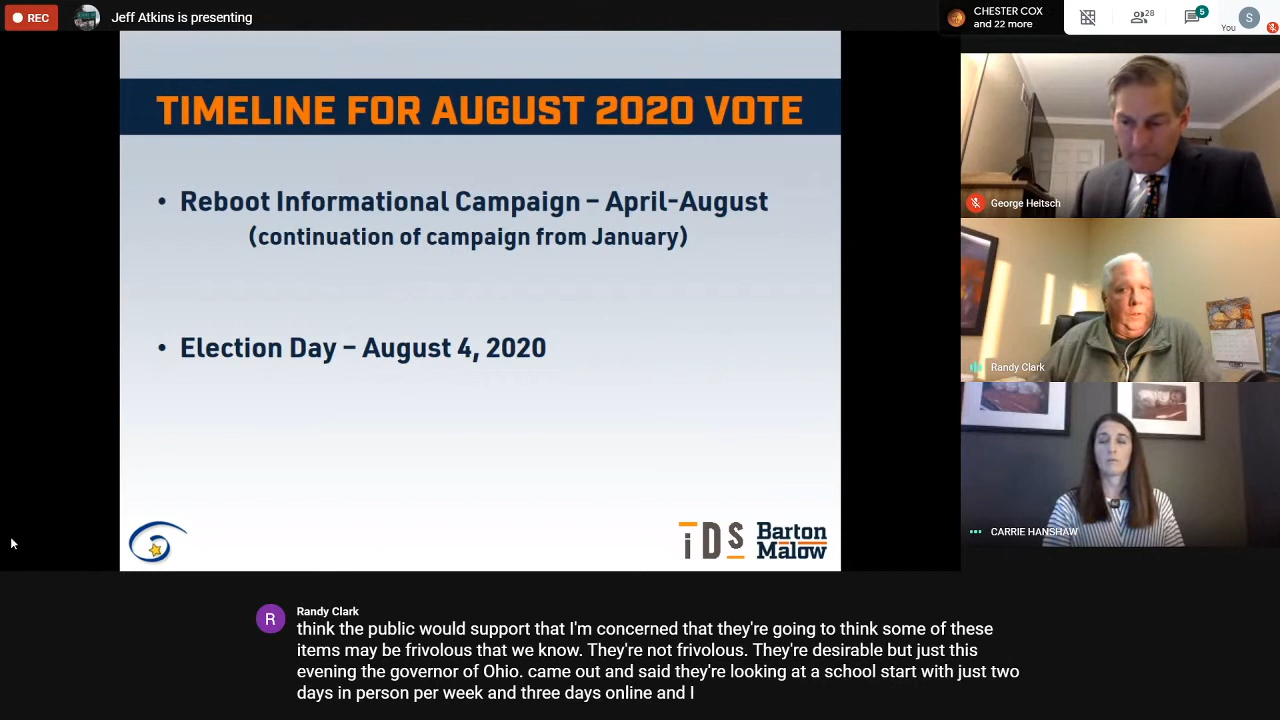 REC
Jeff Atkins is presenting
CHESTER COX
and 22 more
28
5
You
S
TIMELINE FOR AUGUST 2020 VOTE
• Reboot Informational Campaign – April-August
(continuation of campaign from January)
• Election Day – August 4, 2020
iDS
Barton
Malow
George Heitsch
Randy Clark
CARRIE HANSHAW
R
Randy Clark
think the public would support that I'm concerned that they're going to think some of these
items may be frivolous that we know. They're not frivolous. They're desirable but just this
evening the governor of Ohio. came out and said they're looking at a school start with just two
days in person per week and three days online and I